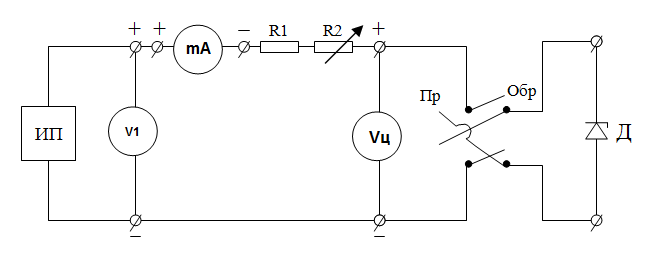 + + − R1 R2 +
mA
Пр Обр
ИП V1 Vц Д
− −